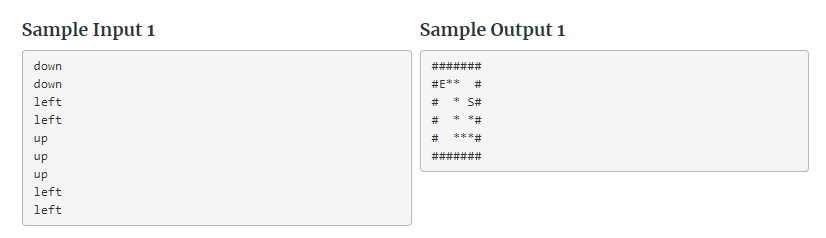 Sample Input 1
down
down
left
left
up
up
up
left
left
Sample Output 1
#######
#E**  #
#  * S#
#  * *#
#  ***#
#######